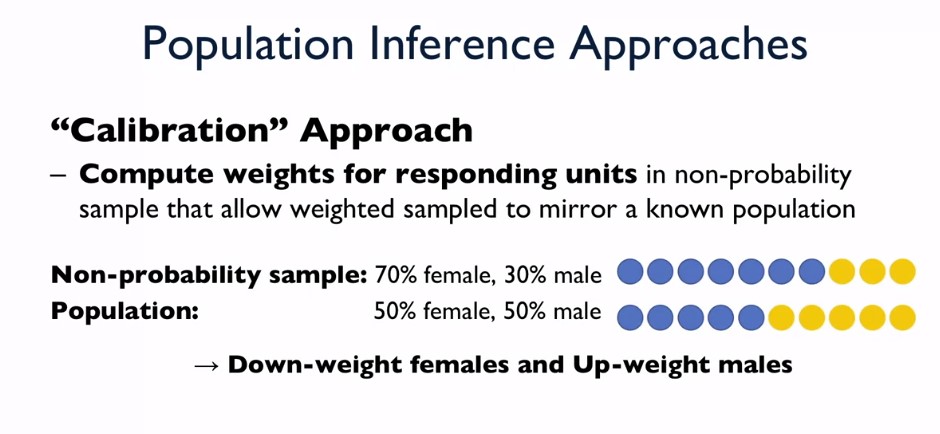 Population Inference Approaches
“Calibration” Approach
– Compute weights for responding units in non-probability
sample that allow weighted sampled to mirror a known population
Non-probability sample: 70% female, 30% male
Population: 50% female, 50% male
→ Down-weight females and Up-weight males